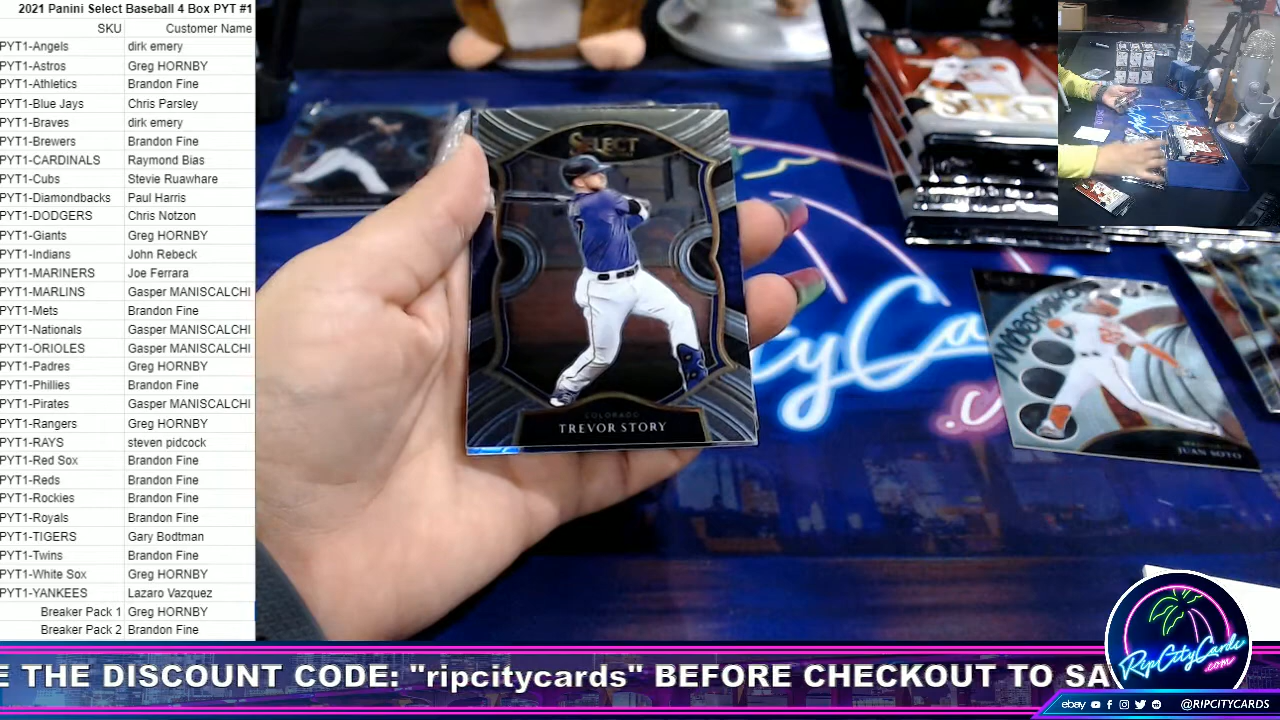 2021 Panini Select Baseball 4 Box PYT #1
SKU Customer Name
PYT1-Angels dirk emery
PYT1-Astros Greg HORNBY
PYT1-Athletics Brandon Fine
PYT1-Blue Jays Chris Parsley
PYT1-Braves dirk emery
PYT1-Brewers Brandon Fine
PYT1-CARDINALS Raymond Bias
PYT1-Cubs Stevie Ruawhare
PYT1-Diamondbacks Paul Harris
PYT1-DODGERS Chris Notzon
PYT1-Giants Greg HORNBY
PYT1-Indians John Rebeck
PYT1-MARINERS Joe Ferrara
PYT1-MARLINS Gasper MANISCALCHI
PYT1-Mets Brandon Fine
PYT1-Nationals Gasper MANISCALCHI
PYT1-ORIOLES Gasper MANISCALCHI
PYT1-Padres Greg HORNBY
PYT1-Phillies Brandon Fine
PYT1-Pirates Gasper MANISCALCHI
PYT1-Rangers Greg HORNBY
PYT1-RAYS steven pidcock
PYT1-Red Sox Brandon Fine
PYT1-Reds Brandon Fine
PYT1-Rockies Brandon Fine
PYT1-Royals Brandon Fine
PYT1-TIGERS Gary Bodtman
PYT1-Twins Brandon Fine
PYT1-White Sox Greg HORNBY
PYT1-YANKEES Lazaro Vazquez
Breaker Pack 1 Greg HORNBY
Breaker Pack 2 Brandon Fine
SELECT
COLORADO
TREVOR STORY
JUAN SOTO
E THE DISCOUNT CODE: "ripcitycards" BEFORE CHECKOUT TO SA
RipCityCards
.com
ebay @RIPCITYCARDS